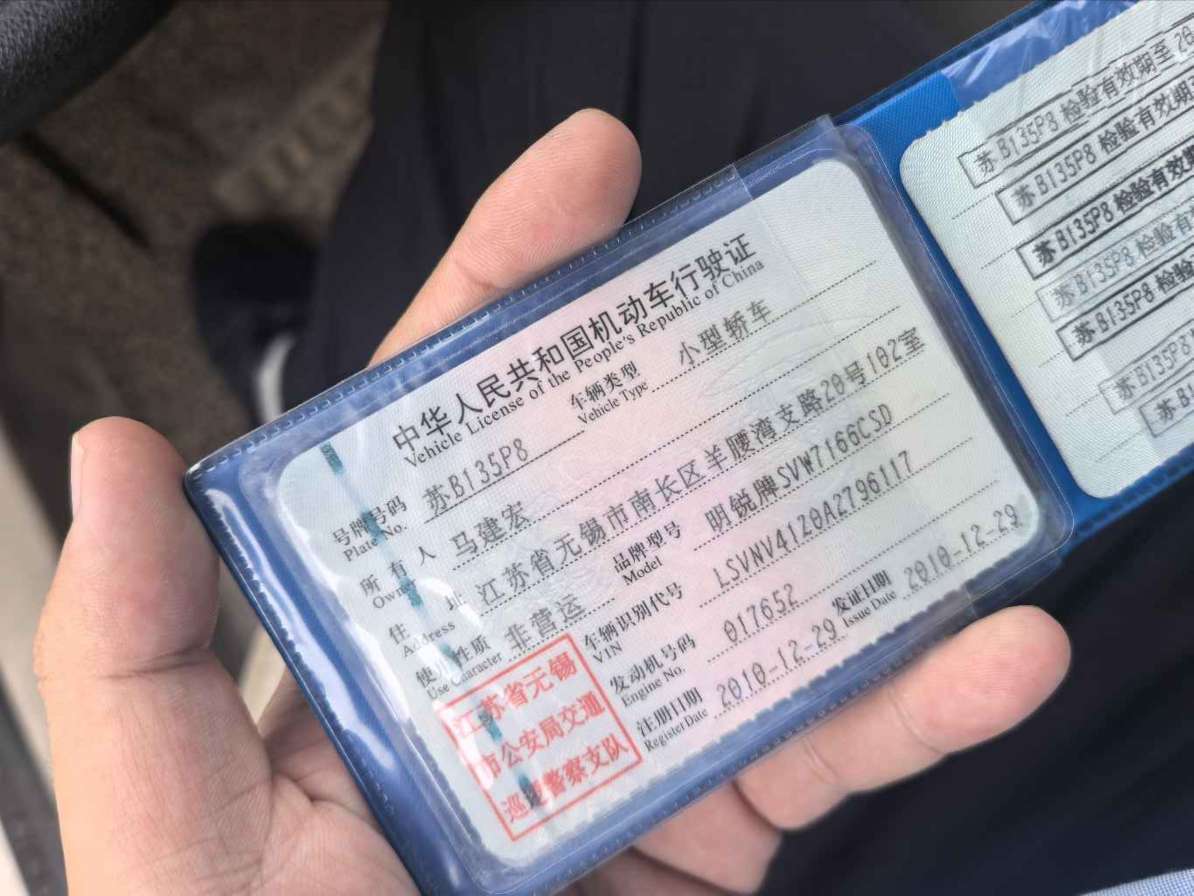 中华人民共和国机动车行驶证
Vehicle License of the People's Republic of China
号牌号码 苏B135P8 车辆类型 小型轿车
Plate No. Vehicle Type
所有人 马建宏
Owner
住址 江苏省无锡市南长区羊腰湾支路20号102室
Address
使用性质 非营运 品牌型号 明锐牌SVW7166CSD
Use Character Model
车辆识别代号 LSVNV4120A2796117
VIN
发动机号码 017652
Engine No.
注册日期 2010-12-29 发证日期 2010-12-29
Register Date Issue Date
江苏省无锡
市公安局交通
巡逻警察支队
苏B135P8 检验有效期至20
苏B135P8 检验有效期
苏B135P8 检验有效
苏B135P8 检验有
苏B135P8 检验
苏B135P8
苏B13